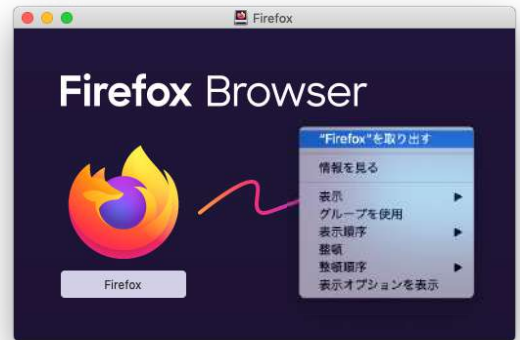 Firefox
Firefox Browser
Firefox
"Firefox"を取り出す
情報を見る
表示
グループを使用
表示順序
整頓
整頓順序
表示オプションを表示